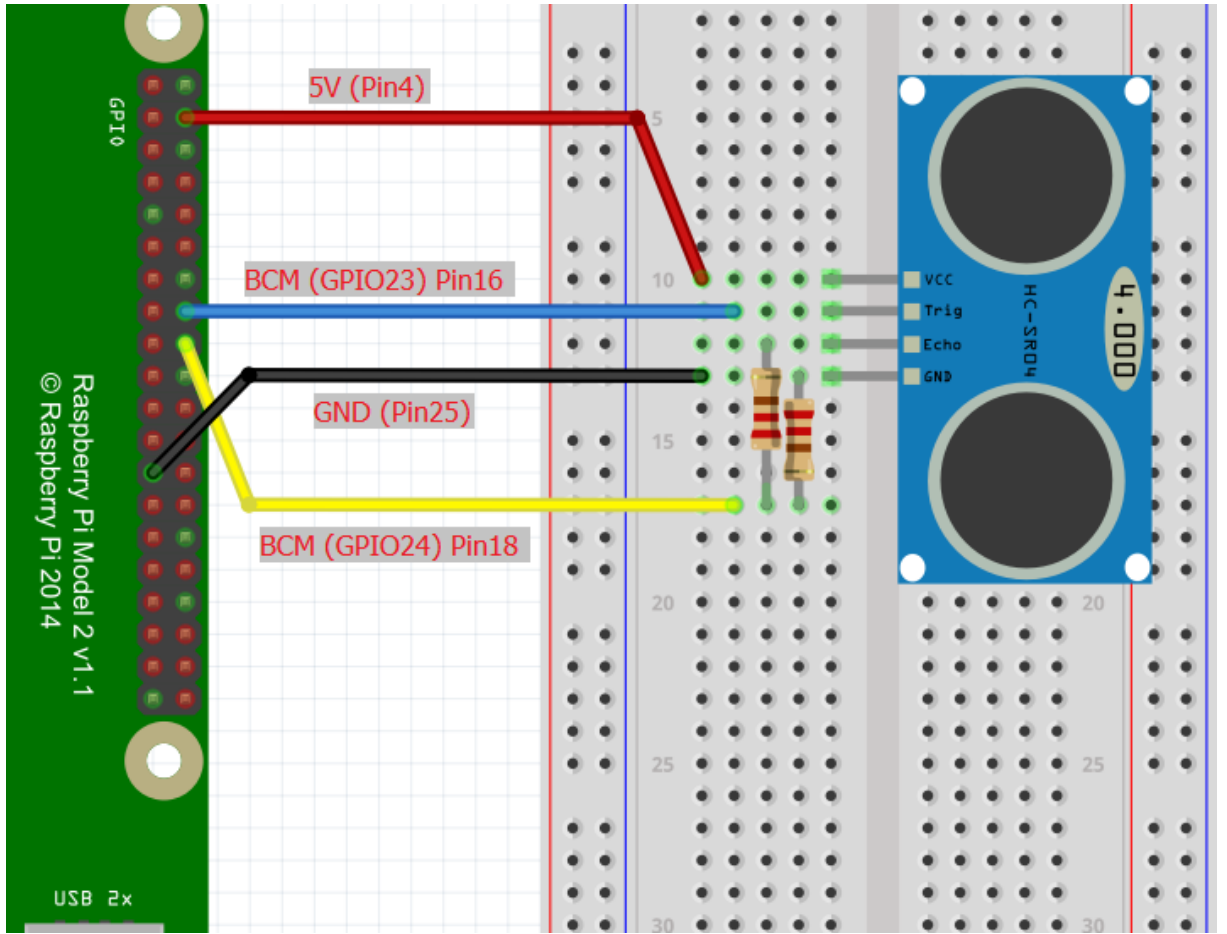 5V (Pin4)
GPIO
5
BCM (GPIO23) Pin16
10
VCC
Trig
Echo
GND
HC-SR04
4.000
GND (Pin25)
15
BCM (GPIO24) Pin18
Raspberry Pi Model 2 v1.1
© Raspberry Pi 2014
20
20
25
25
USB 2x
30
30